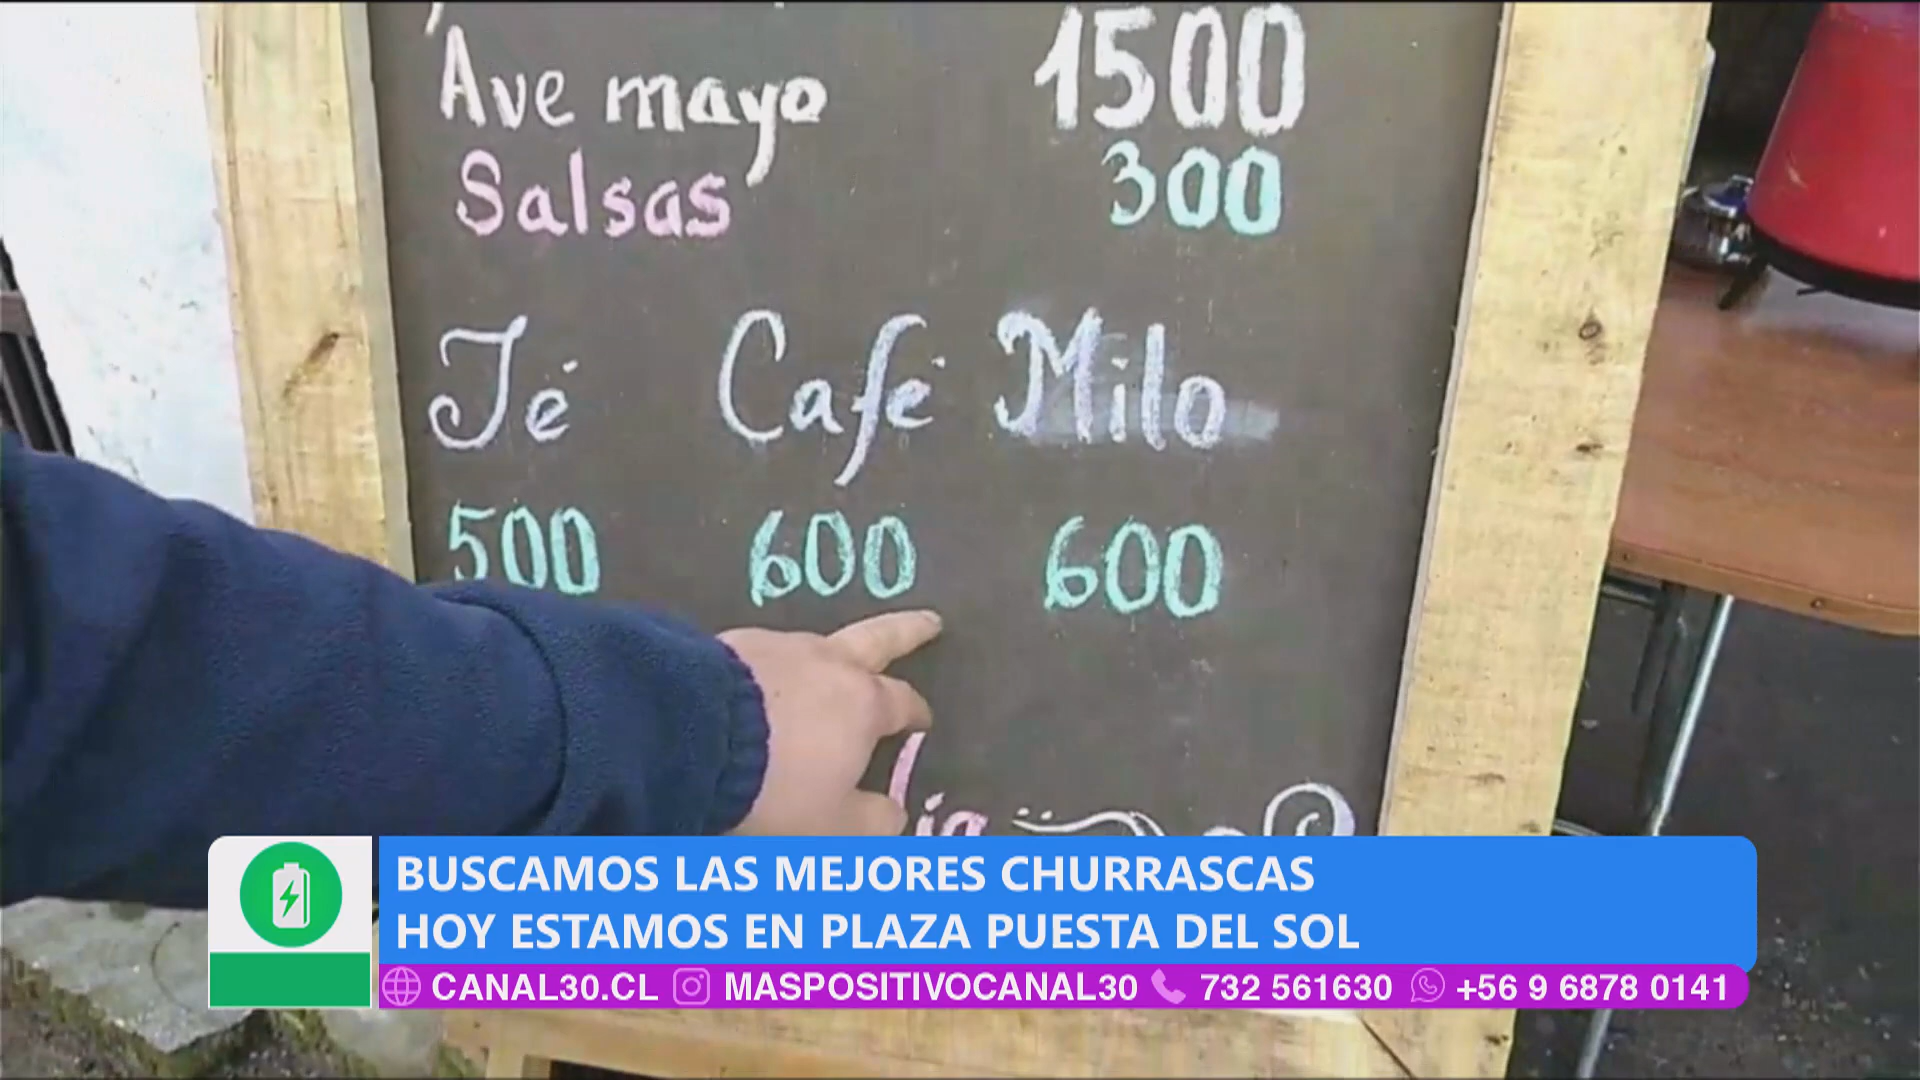 Ave mayo 1500
Salsas 300
Té Café Milo
500 600 600
BUSCAMOS LAS MEJORES CHURRASCAS
HOY ESTAMOS EN PLAZA PUESTA DEL SOL
CANAL30.CL MASPOSITIVOCANAL30 732 561630 +56 9 6878 0141